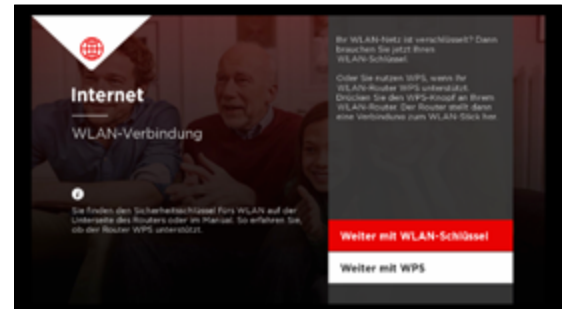 Internet
WLAN-Verbindung
Sie finden den Sicherheitsschlüssel fürs WLAN auf der
Unterseite des Routers oder im Manual. So erfahren Sie,
ob der Router WPS unterstützt.
Ihr WLAN-Netz ist verschlüsselt? Dann
brauchen Sie jetzt Ihren
WLAN-Schlüssel.
Oder Sie nutzen WPS, wenn Ihr
WLAN-Router WPS unterstützt.
Drücken Sie den WPS-Knopf an Ihrem
WLAN-Router. Der Router stellt dann
eine Verbindung zum WLAN-Stick her.
Weiter mit WLAN-Schlüssel
Weiter mit WPS